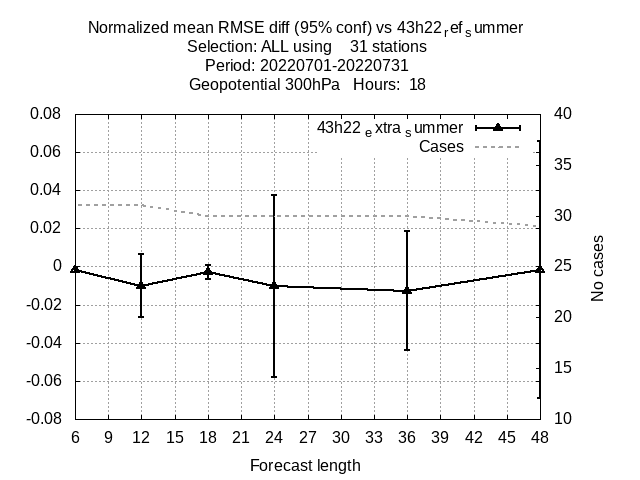 Normalized mean RMSE diff (95% conf) vs 43h22refsummer
Selection: ALL using 31 stations
Period: 20220701-20220731
Geopotential 300hPa Hours: 18
43h22extrasummer
Cases
0.08
0.06
0.04
0.02
0
-0.02
-0.04
-0.06
-0.08
40
35
30
25
20
15
10
No cases
6 9 12 15 18 21 24 27 30 33 36 39 42 45 48
Forecast length